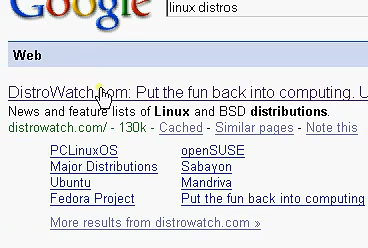 Google
linux distros
Web
DistroWatch.com: Put the fun back into computing. U
News and feature lists of Linux and BSD distributions.
distrowatch.com/ - 130k - Cached - Similar pages - Note this
PCLinuxOS openSUSE
Major Distributions Sabayon
Ubuntu Mandriva
Fedora Project Put the fun back into computing
More results from distrowatch.com »